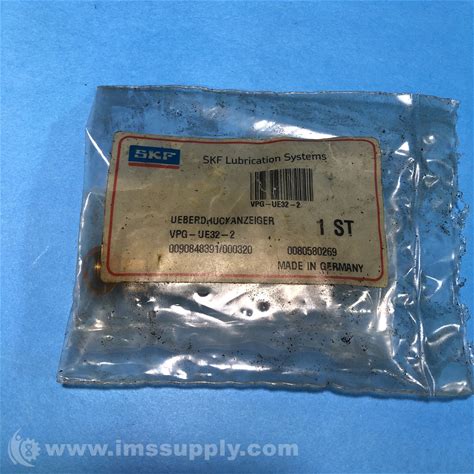 SKF
SKF Lubrication Systems
VPG-UE32-2
UEBERDRUCKANZEIGER
1 ST
VPG-UE32-2
0090848391/000320
0080580269
MADE IN GERMANY
www.imssupply.com